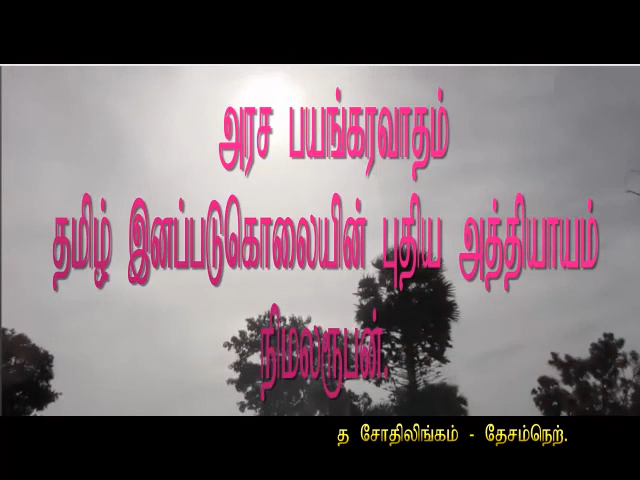 அரச பயங்கரவாதம்
தமிழ் இனப்படுகொலையின் புதிய அத்தியாயம்
நிமலரூபன்.
த சோதிலிங்கம் - தேசம்நெற்.